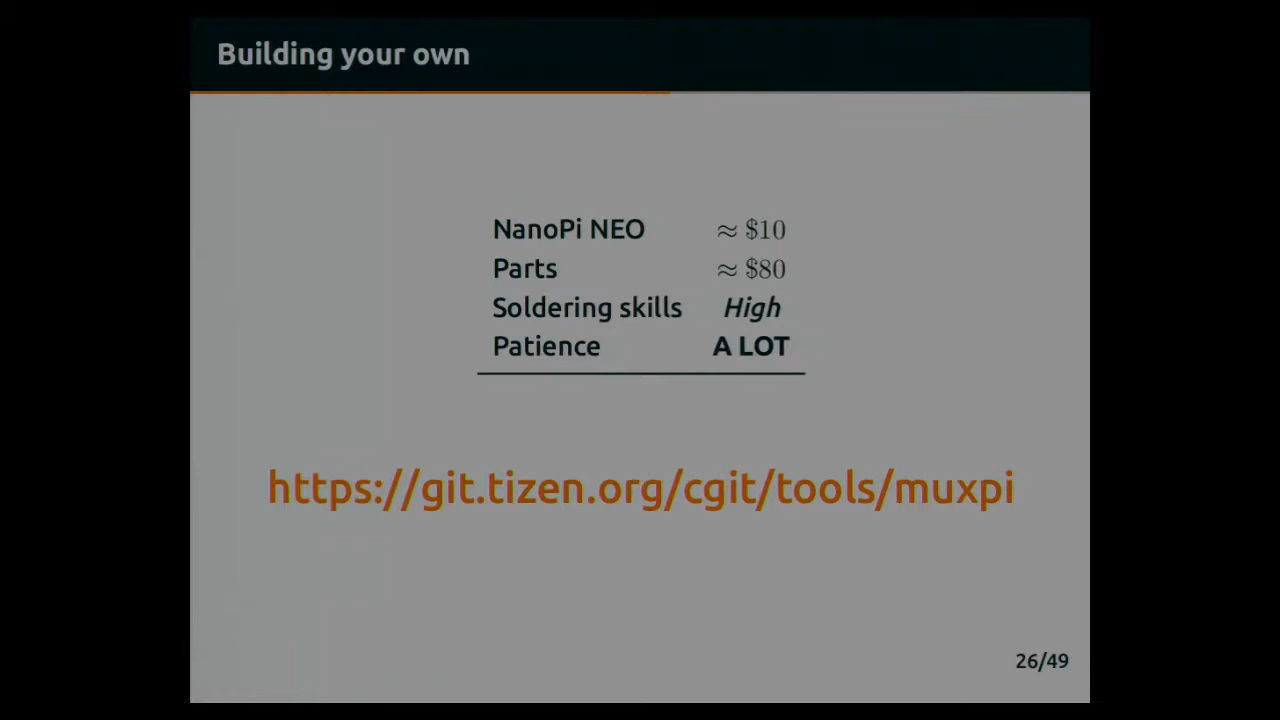 Building your own
NanoPi NEO ≈ $10
Parts ≈ $80
Soldering skills High
Patience A LOT
https://git.tizen.org/cgit/tools/muxpi
26/49